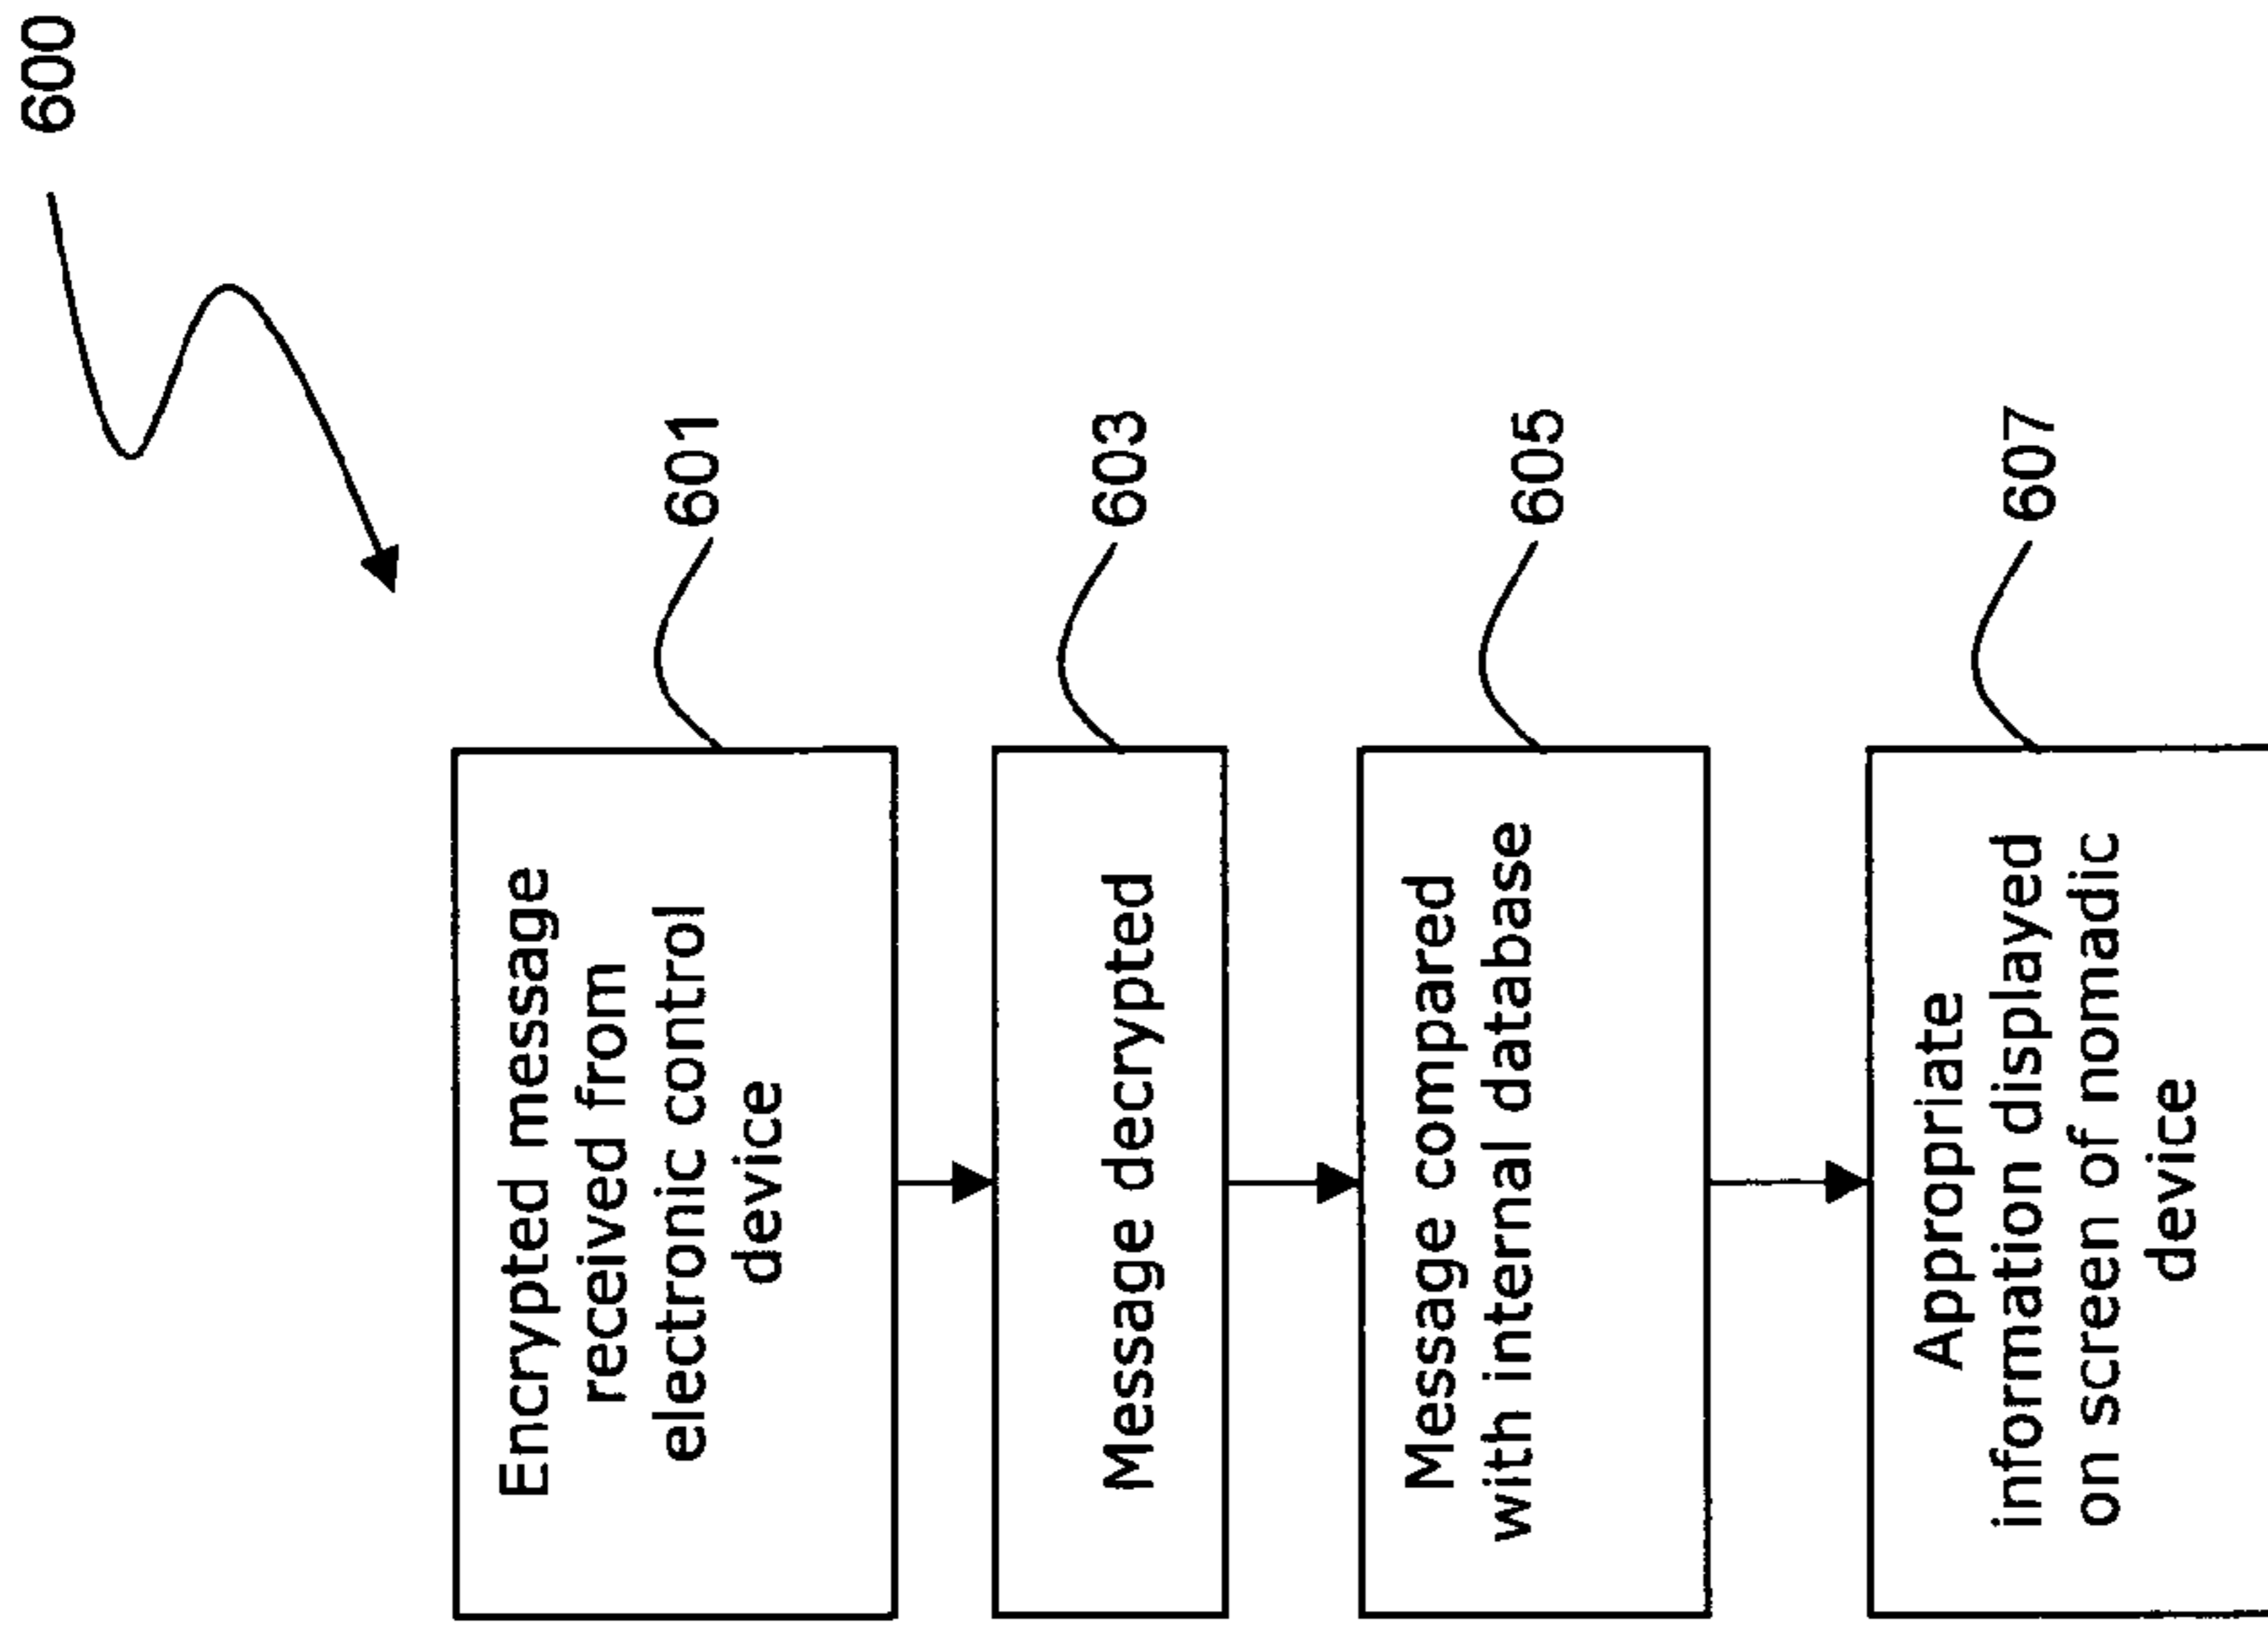 600
Encrypted message
received from
electronic control
device
601
Message decrypted
603
Message compared
with internal database
605
Appropriate
information displayed
on screen of nomadic
device
607